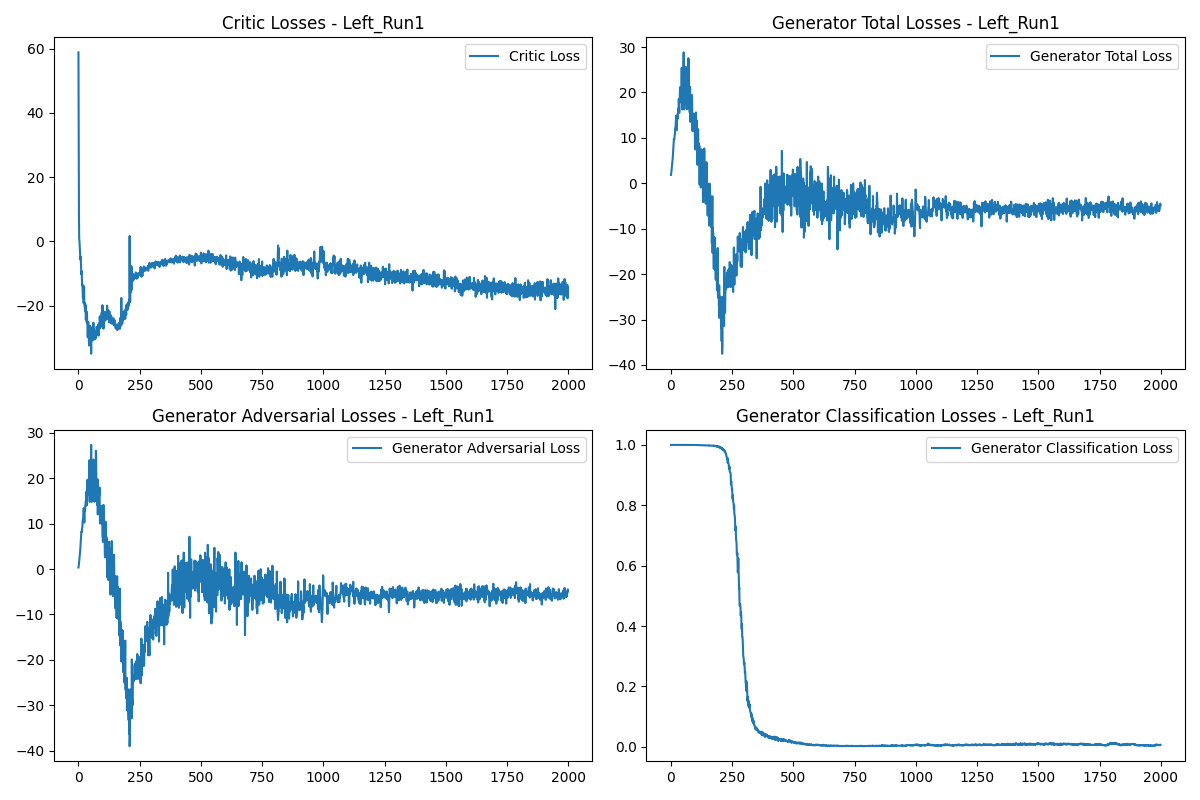 Critic Losses - Left_Run1
Critic Loss
60
40
20
0
−20
0 250 500 750 1000 1250 1500 1750 2000
Generator Total Losses - Left_Run1
Generator Total Loss
30
20
10
0
−10
−20
−30
−40
0 250 500 750 1000 1250 1500 1750 2000
Generator Adversarial Losses - Left_Run1
Generator Adversarial Loss
30
20
10
0
−10
−20
−30
−40
0 250 500 750 1000 1250 1500 1750 2000
Generator Classification Losses - Left_Run1
Generator Classification Loss
1.0
0.8
0.6
0.4
0.2
0.0
0 250 500 750 1000 1250 1500 1750 2000